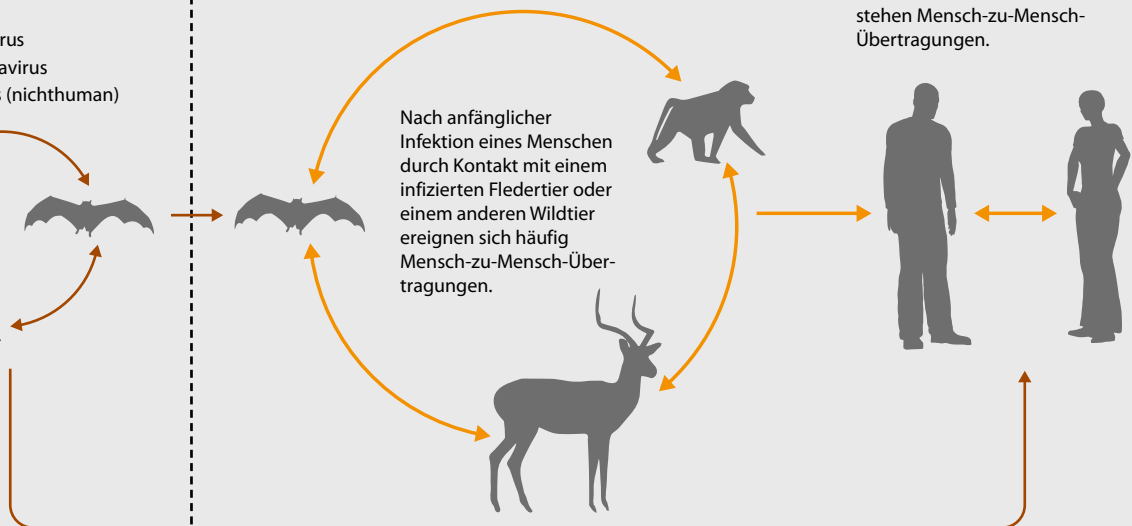 rus
avirus
s (nichthuman)
Nach anfänglicher
Infektion eines Menschen
durch Kontakt mit einem
infizierten Fledertier oder
einem anderen Wildtier
ereignen sich häufig
Mensch-zu-Mensch-Über-
tragungen.
stehen Mensch-zu-Mensch-
Übertragungen.